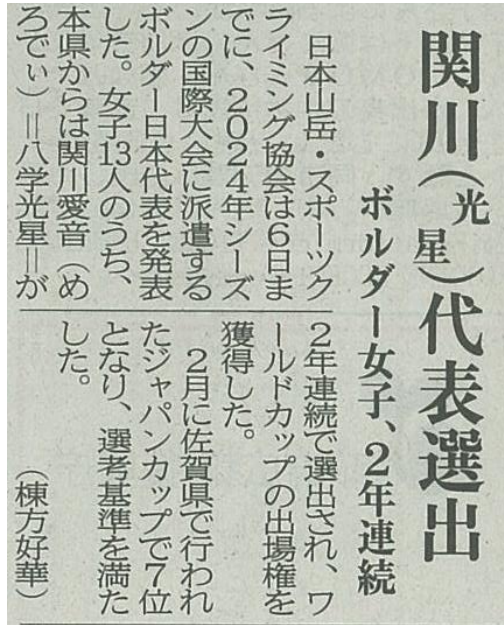 関川(光星)代表選出
ボルダー女子、2年連続
日本山岳・スポーツク
ライミング協会は6日ま
でに、2024年シーズ
ンの国際大会に派遣する
ボルダー日本代表を発表
した。女子13人のうち、
本県からは関川愛音(め
ろでぃ)=八学光星=が
2年連続で選出され、ワ
ールドカップの出場権を
獲得した。
2月に佐賀県で行われ
たジャパンカップで7位
となり、選考基準を満た
した。
(棟方好華)